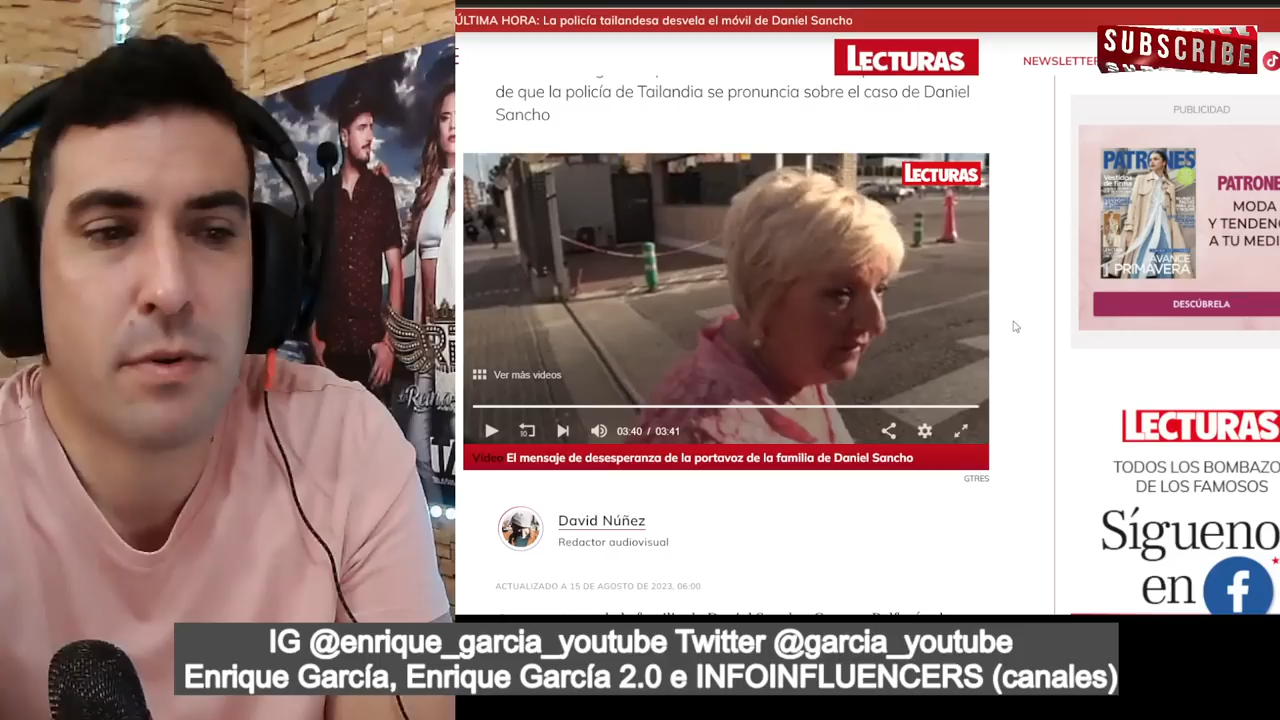 ÚLTIMA HORA: La policía tailandesa desvela el móvil de Daniel Sancho
LECTURAS
NEWSLETTER
SUBSCRIBE
de que la policía de Tailandia se pronuncia sobre el caso de Daniel
Sancho
LECTURAS
Ver más videos
10
03:40 / 03:41
Vídeo El mensaje de desesperanza de la portavoz de la familia de Daniel Sancho
GTRES
David Núñez
Redactor audiovisual
ACTUALIZADO A 15 DE AGOSTO DE 2023, 06:00
PUBLICIDAD
PATRONES
Vestidos
de firma
AVANCE
PRIMAVERA
PATRONE
MODA
Y TENDENC
A TU MEDI
DESCÚBRELA
LECTURAS
TODOS LOS BOMBAZO
DE LOS FAMOSOS
Sígueno
en
IG @enrique_garcia_youtube Twitter @garcia_youtube
Enrique García, Enrique García 2.0 e INFOINFLUENCERS (canales)